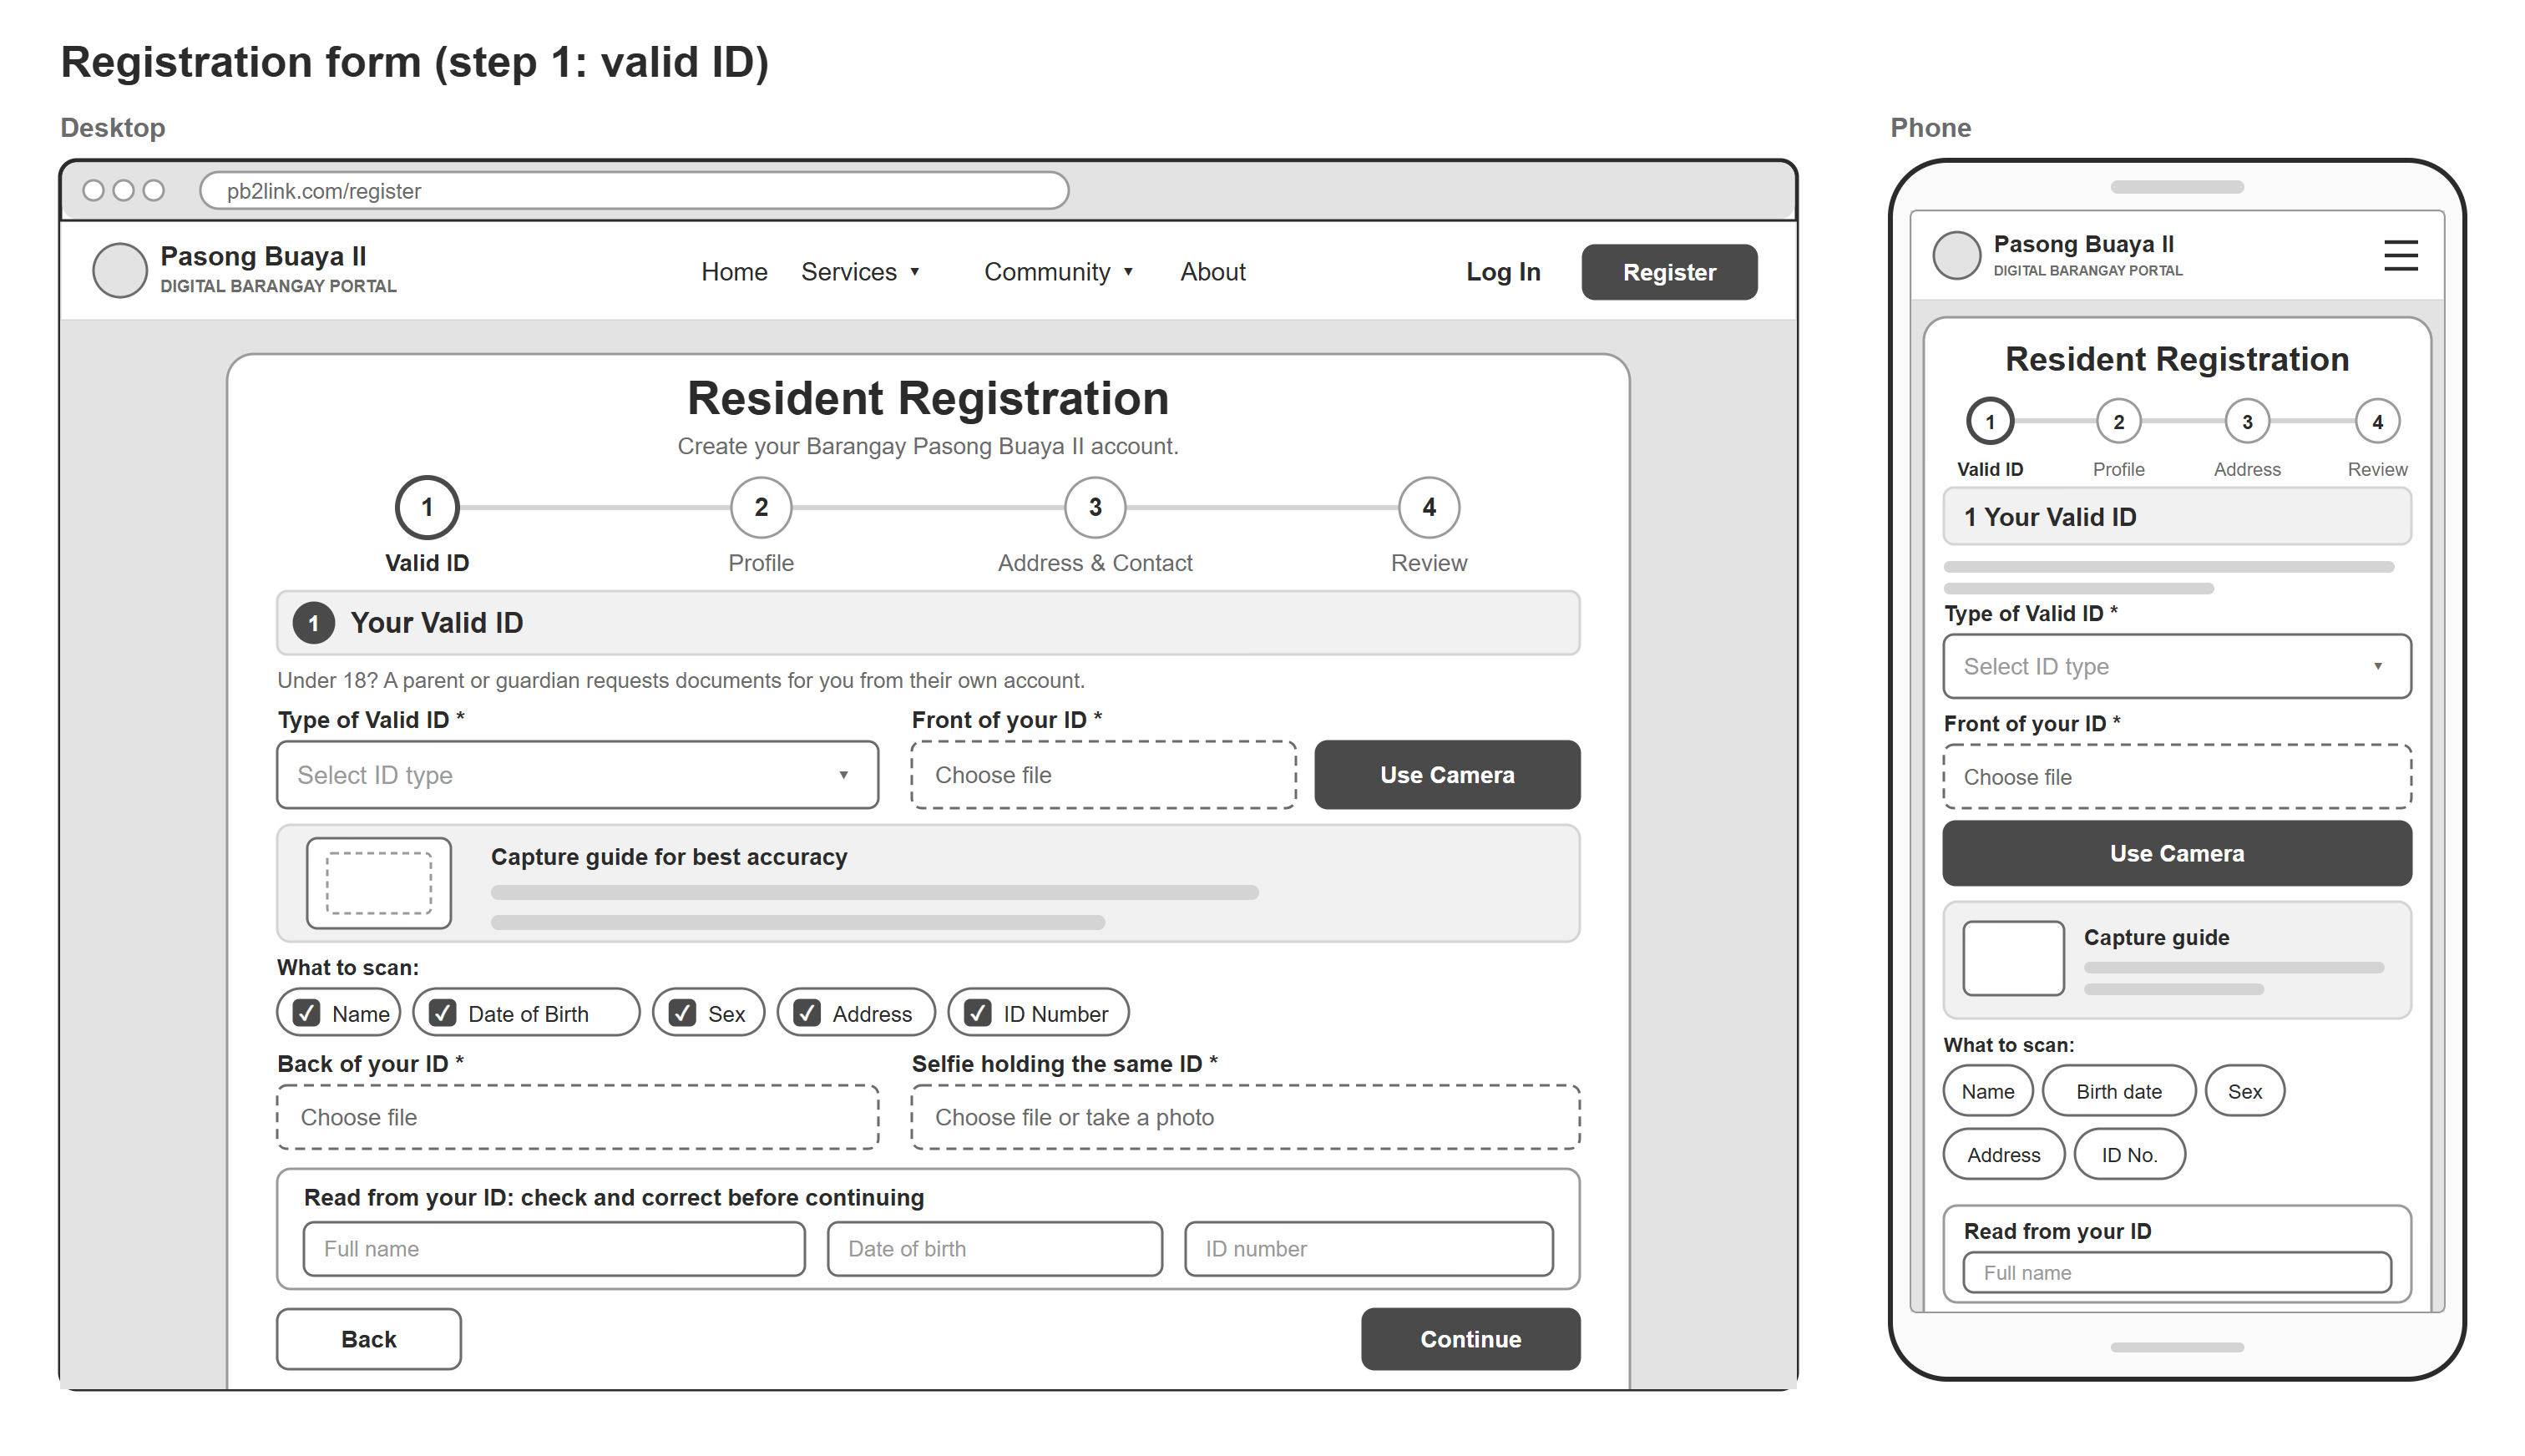 Registration form (step 1: valid ID)
Desktop
pb2link.com/register
Pasong Buaya II
DIGITAL BARANGAY PORTAL
Home Services ▼ Community ▼ About Log In Register
Resident Registration
Create your Barangay Pasong Buaya II account.
1 2 3 4
Valid ID Profile Address & Contact Review
1 Your Valid ID
Under 18? A parent or guardian requests documents for you from their own account.
Type of Valid ID * Front of your ID *
Select ID type ▼ Choose file Use Camera
Capture guide for best accuracy
What to scan:
Name Date of Birth Sex Address ID Number
Back of your ID * Selfie holding the same ID *
Choose file Choose file or take a photo
Read from your ID: check and correct before continuing
Full name Date of birth ID number
Back Continue
Phone
Pasong Buaya II
DIGITAL BARANGAY PORTAL
Resident Registration
1 2 3 4
Valid ID Profile Address Review
1 Your Valid ID
Type of Valid ID *
Select ID type ▼
Front of your ID *
Choose file
Use Camera
Capture guide
What to scan:
Name Birth date Sex
Address ID No.
Read from your ID
Full name